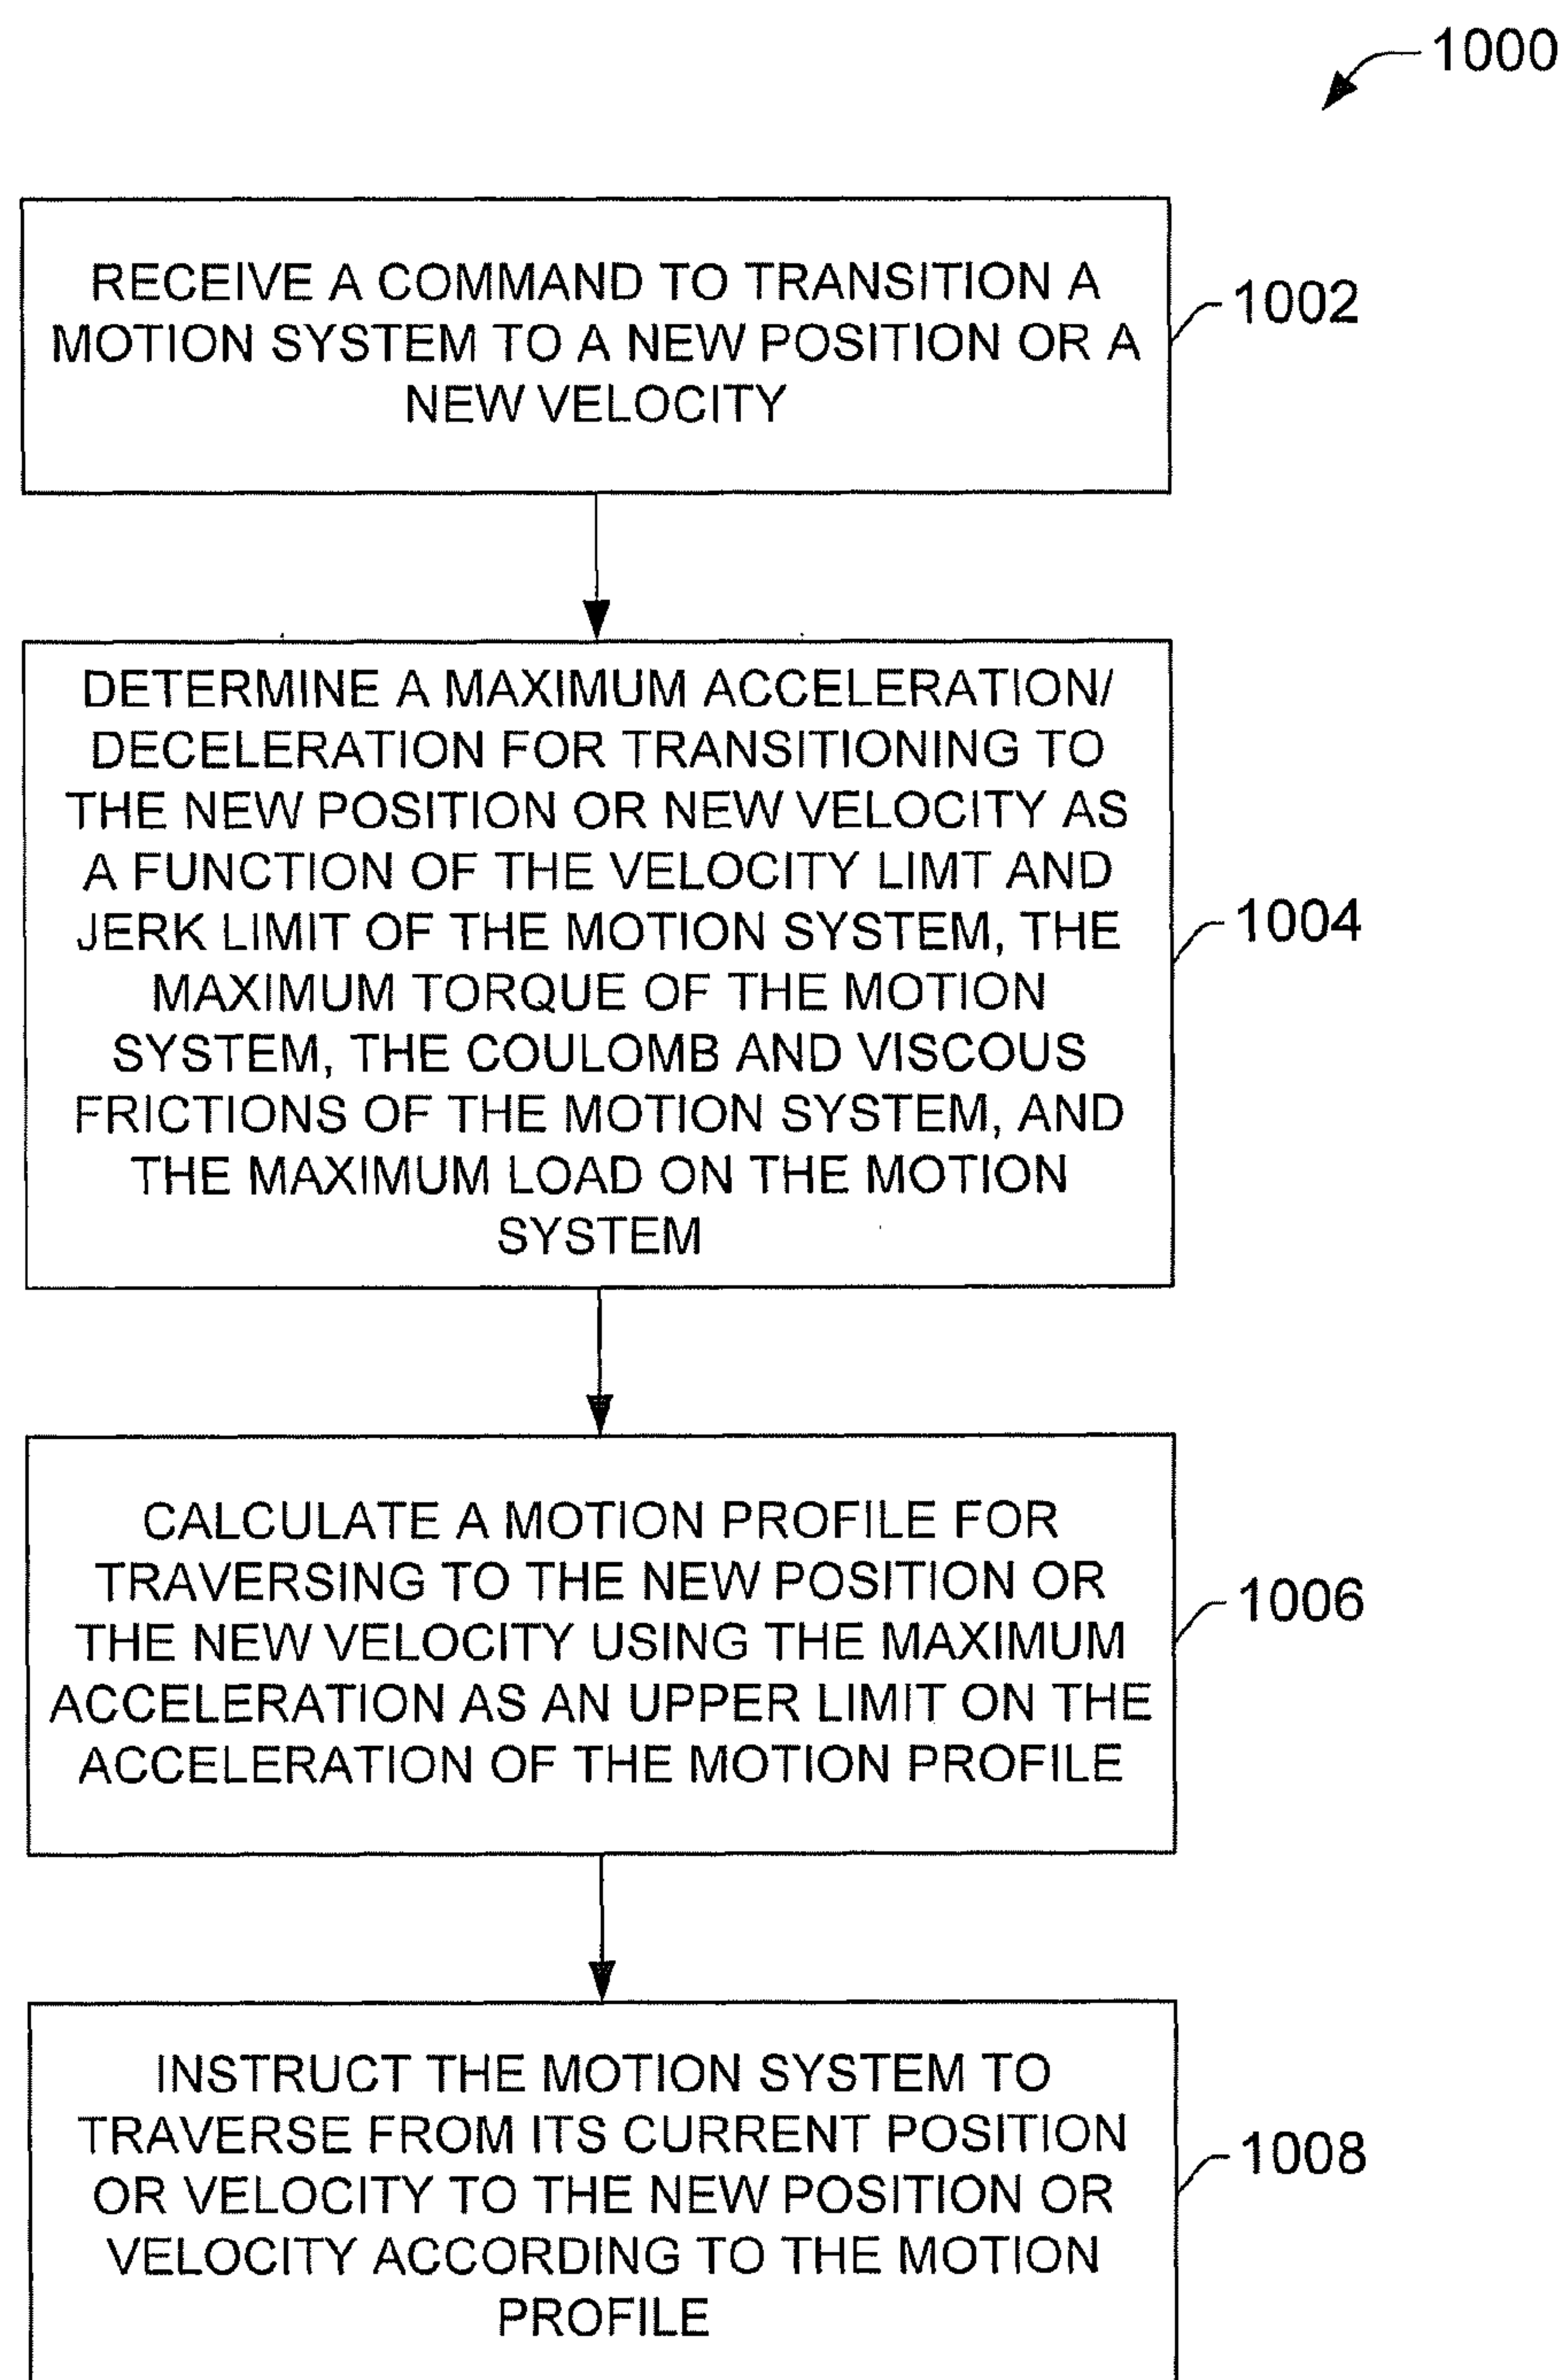 1000
RECEIVE A COMMAND TO TRANSITION A
MOTION SYSTEM TO A NEW POSITION OR A
NEW VELOCITY
1002
DETERMINE A MAXIMUM ACCELERATION/
DECELERATION FOR TRANSITIONING TO
THE NEW POSITION OR NEW VELOCITY AS
A FUNCTION OF THE VELOCITY LIMT AND
JERK LIMIT OF THE MOTION SYSTEM, THE
MAXIMUM TORQUE OF THE MOTION
SYSTEM, THE COULOMB AND VISCOUS
FRICTIONS OF THE MOTION SYSTEM, AND
THE MAXIMUM LOAD ON THE MOTION
SYSTEM
1004
CALCULATE A MOTION PROFILE FOR
TRAVERSING TO THE NEW POSITION OR
THE NEW VELOCITY USING THE MAXIMUM
ACCELERATION AS AN UPPER LIMIT ON THE
ACCELERATION OF THE MOTION PROFILE
1006
INSTRUCT THE MOTION SYSTEM TO
TRAVERSE FROM ITS CURRENT POSITION
OR VELOCITY TO THE NEW POSITION OR
VELOCITY ACCORDING TO THE MOTION
PROFILE
1008